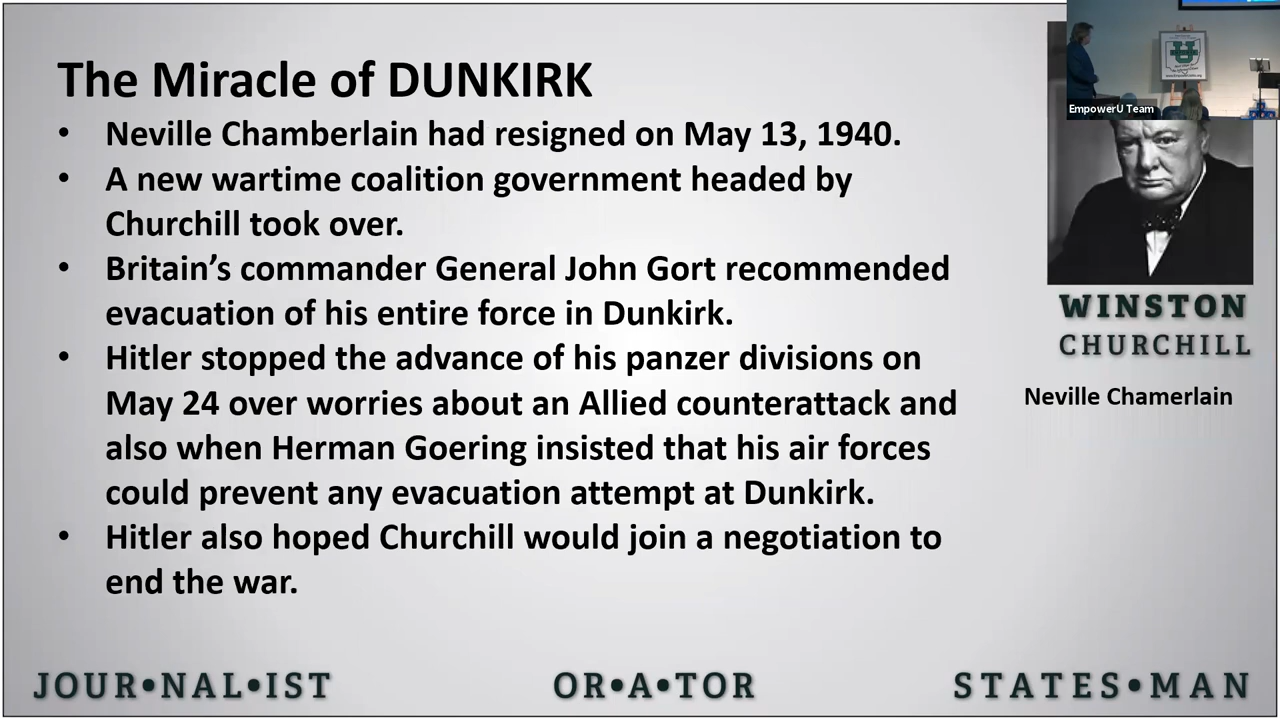 The Miracle of DUNKIRK
• Neville Chamberlain had resigned on May 13, 1940.
• A new wartime coalition government headed by
Churchill took over.
• Britain's commander General John Gort recommended
evacuation of his entire force in Dunkirk.
• Hitler stopped the advance of his panzer divisions on
May 24 over worries about an Allied counterattack and
also when Herman Goering insisted that his air forces
could prevent any evacuation attempt at Dunkirk.
• Hitler also hoped Churchill would join a negotiation to
end the war.
EmpowerU Team
WINSTON
CHURCHILL
Neville Chamerlain
JOUR•NAL•IST
OR•A•TOR
STATES•MAN